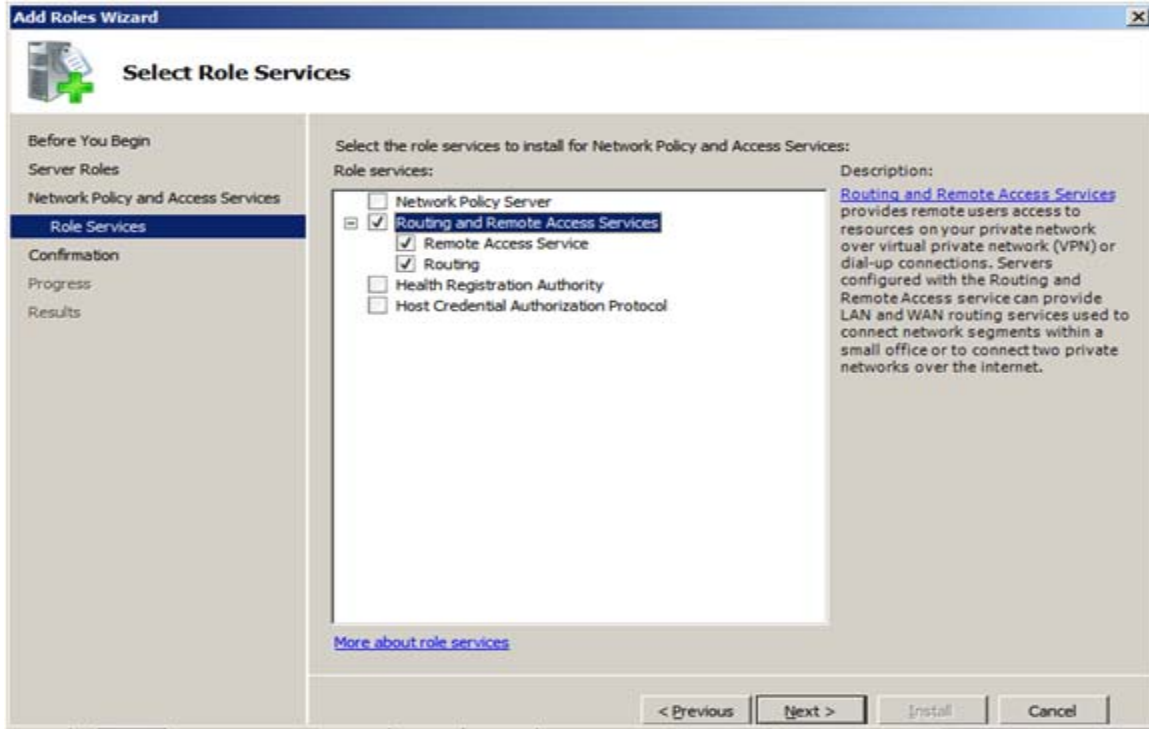 Add Roles Wizard
Select Role Services
Before You Begin
Server Roles
Network Policy and Access Services
Role Services
Confirmation
Progress
Results
Select the role services to install for Network Policy and Access Services:
Role services:
Network Policy Server
Routing and Remote Access Services
Remote Access Service
Routing
Health Registration Authority
Host Credential Authorization Protocol
More about role services
Description:
Routing and Remote Access Services
provides remote users access to
resources on your private network
over virtual private network (VPN) or
dial-up connections. Servers
configured with the Routing and
Remote Access service can provide
LAN and WAN routing services used to
connect network segments within a
small office or to connect two private
networks over the internet.
< Previous
Next >
Install
Cancel